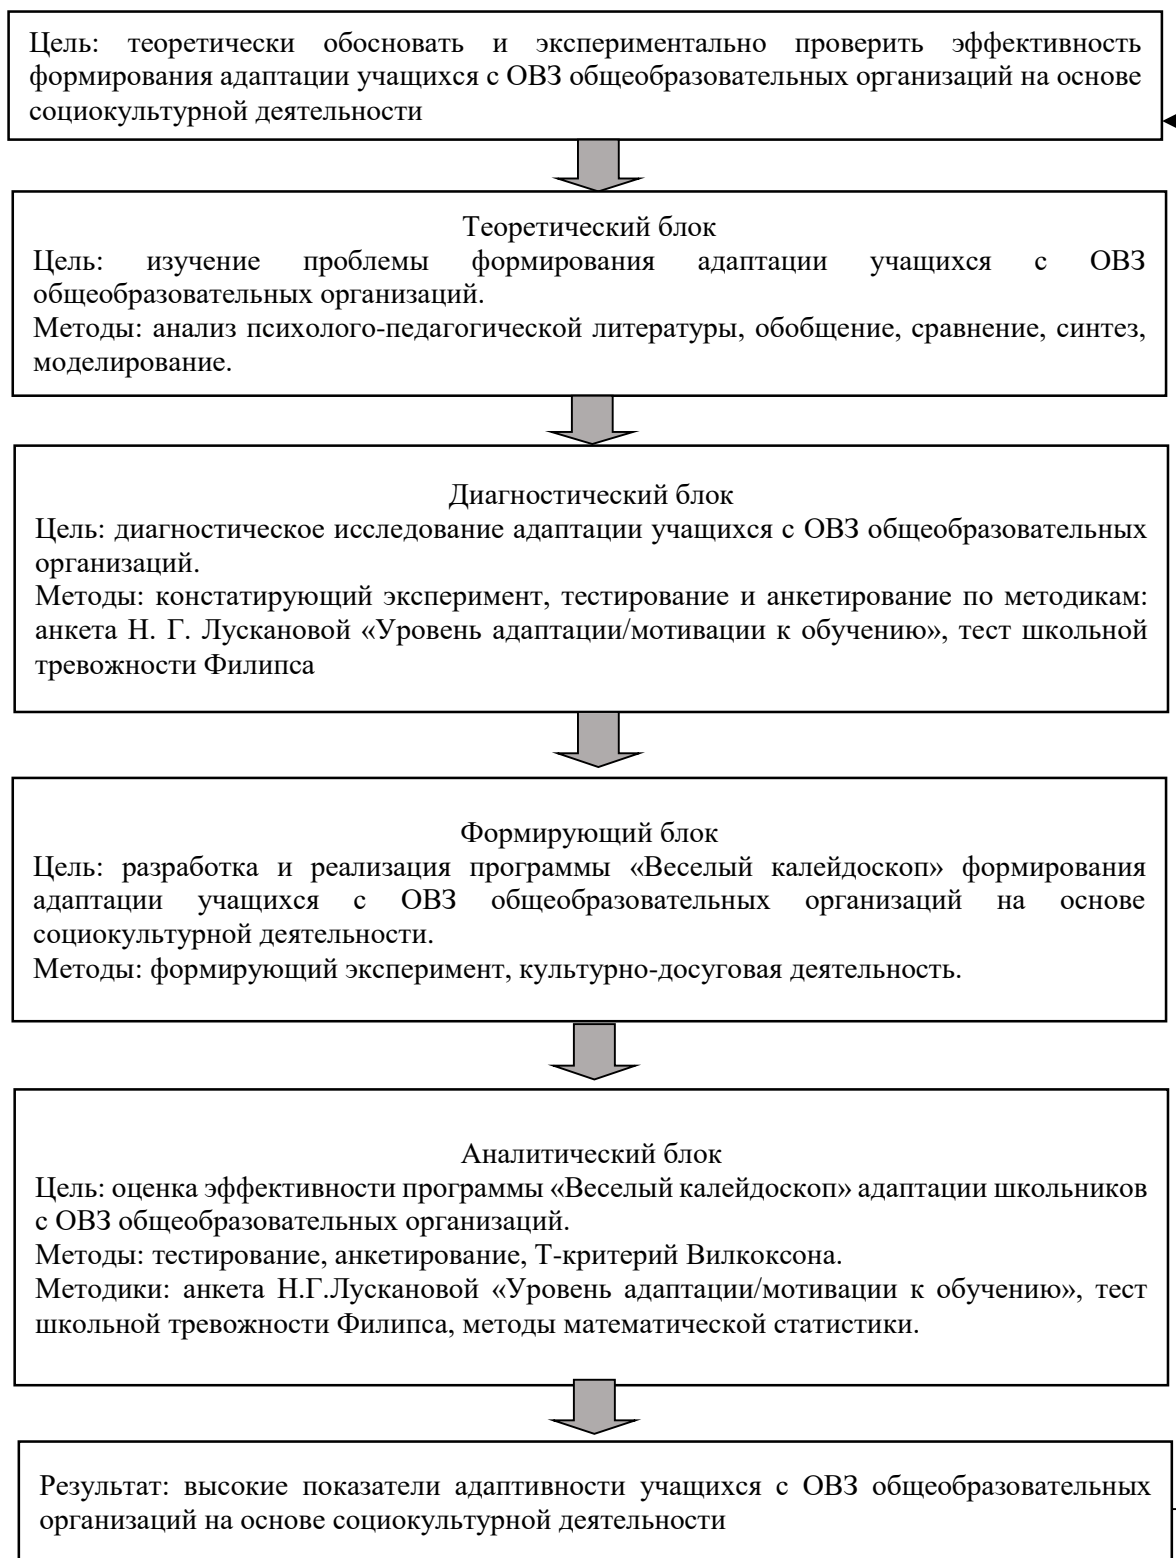 Цель: теоретически обосновать и экспериментально проверить эффективность
формирования адаптации учащихся с ОВЗ общеобразовательных организаций на основе
социокультурной деятельности
Теоретический блок
Цель: изучение проблемы формирования адаптации учащихся с ОВЗ
общеобразовательных организаций.
Методы: анализ психолого-педагогической литературы, обобщение, сравнение, синтез,
моделирование.
Диагностический блок
Цель: диагностическое исследование адаптации учащихся с ОВЗ общеобразовательных
организаций.
Методы: констатирующий эксперимент, тестирование и анкетирование по методикам:
анкета Н. Г. Лускановой «Уровень адаптации/мотивации к обучению», тест школьной
тревожности Филипса
Формирующий блок
Цель: разработка и реализация программы «Веселый калейдоскоп» формирования
адаптации учащихся с ОВЗ общеобразовательных организаций на основе
социокультурной деятельности.
Методы: формирующий эксперимент, культурно-досуговая деятельность.
Аналитический блок
Цель: оценка эффективности программы «Веселый калейдоскоп» адаптации школьников
с ОВЗ общеобразовательных организаций.
Методы: тестирование, анкетирование, Т-критерий Вилкоксона.
Методики: анкета Н.Г.Лускановой «Уровень адаптации/мотивации к обучению», тест
школьной тревожности Филипса, методы математической статистики.
Результат: высокие показатели адаптивности учащихся с ОВЗ общеобразовательных
организаций на основе социокультурной деятельности